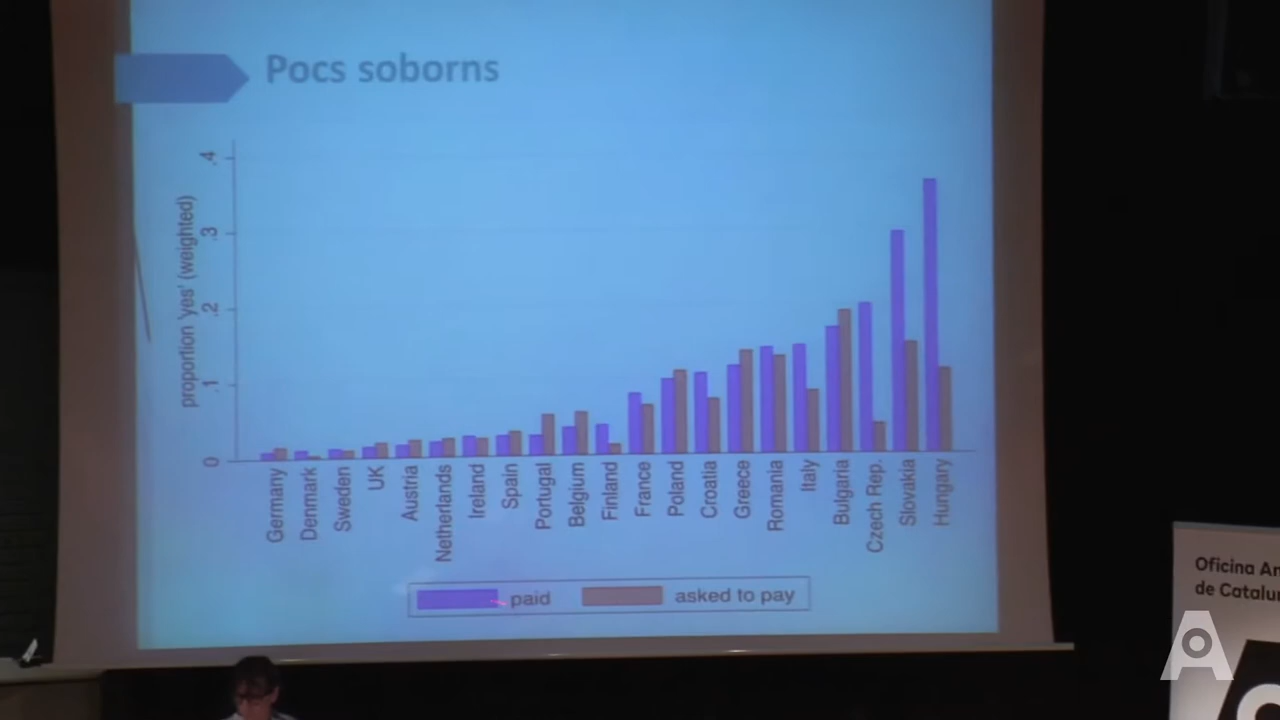 Pocs soborns
proportion 'yes' (weighted)
.4
.3
.2
.1
0
Germany
Denmark
Sweden
UK
Austria
Netherlands
Ireland
Spain
Portugal
Belgium
Finland
France
Poland
Croatia
Greece
Romania
Italy
Bulgaria
Czech Rep.
Slovakia
Hungary
paid
asked to pay
Oficina An
de Catalu
A